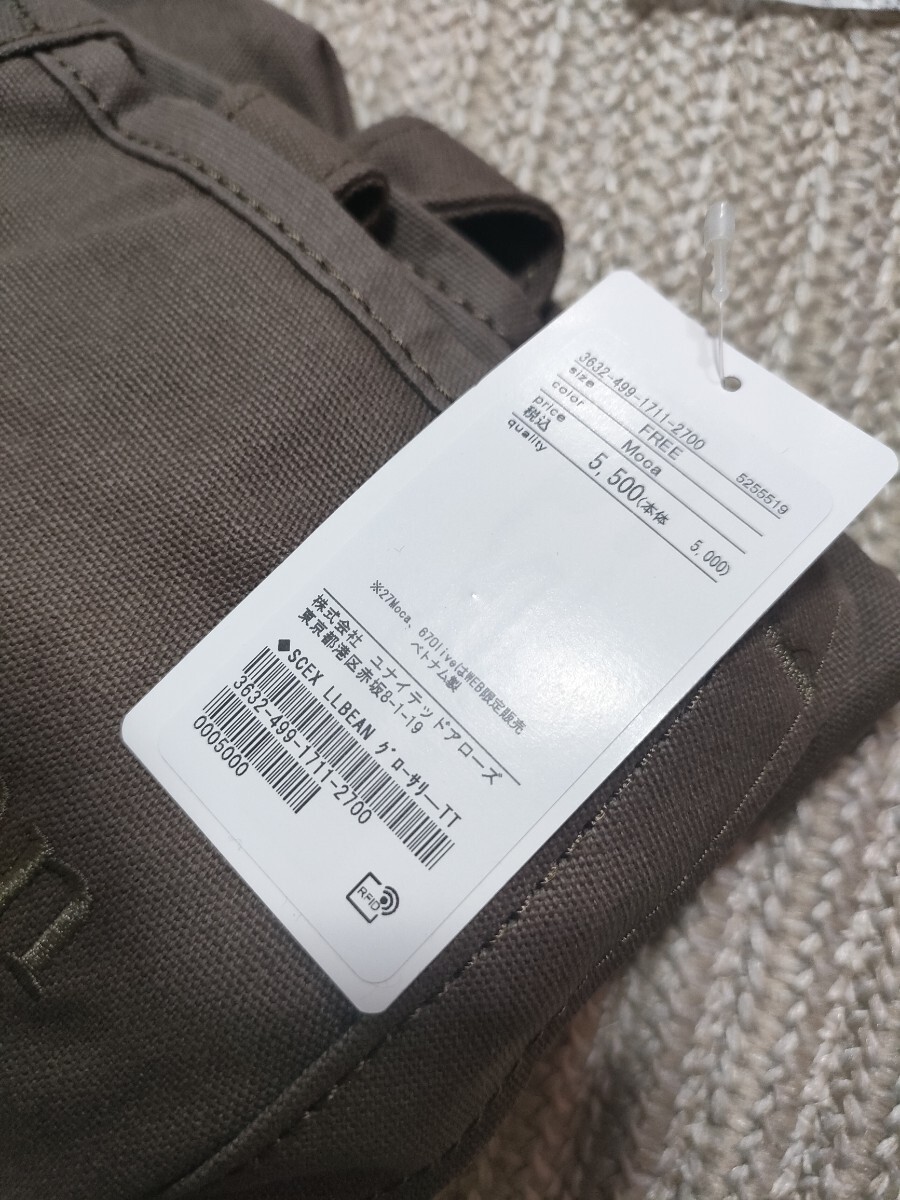 3632-499-1711-2700 5255519
size FREE
color Moca
price 5,500(本体 5,000)
税込
quality
※27Moca、67OliveはWEB限定販売
ベトナム製
株式会社 ユナイテッドアローズ
東京都港区赤坂8-1-19
◆SCEX LLBEAN グローサリーTT
3632-499-1711-2700
0005000
RFID